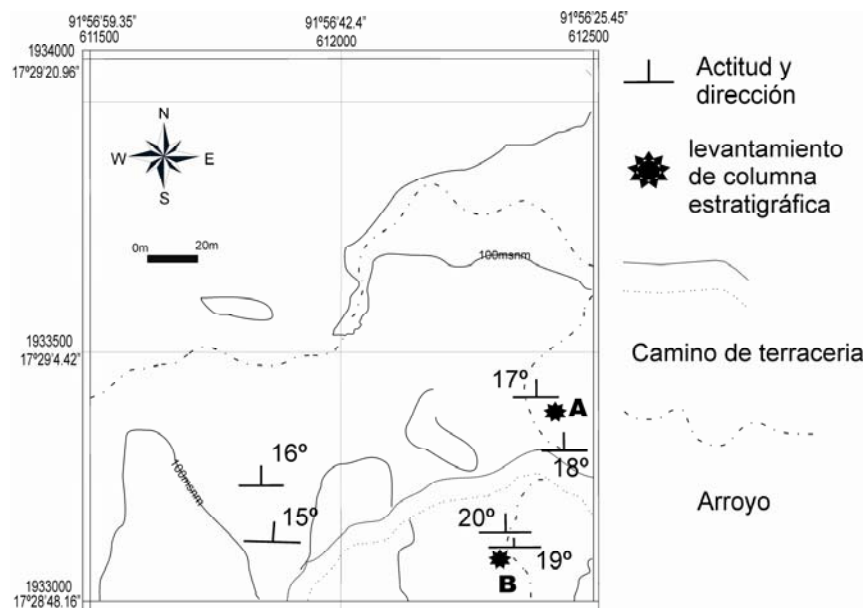 91º56'59.35"
611500
91º56'42.4"
612000
91º56'25.45"
612500
1934000
17º29'20.96"
N
W
E
S
0m
20m
100msnm
1933500
17º29'4.42"
17º
A
18º
16º
100msnm
15º
20º
19º
B
1933000
17º28'48.16"
Actitud y
dirección
levantamiento
de columna
estratigráfica
Camino de terraceria
Arroyo